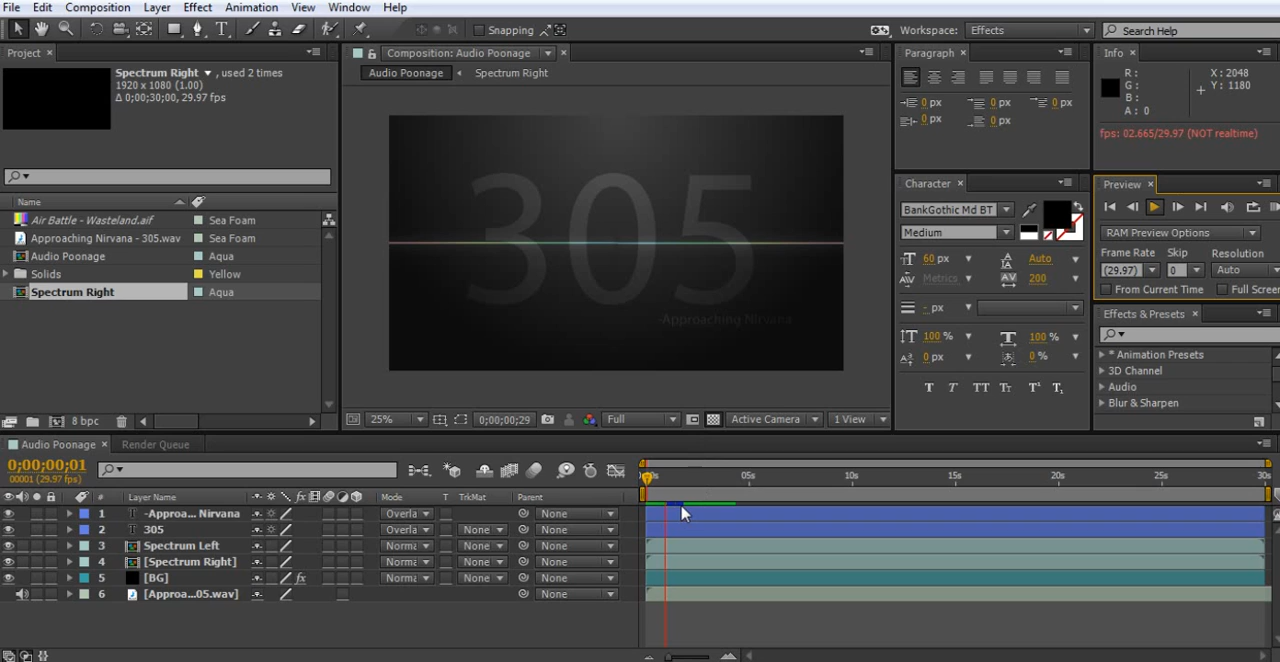 File Edit Composition Layer Effect Animation View Window Help
Snapping Workspace: Effects Search Help
Project
Spectrum Right , used 2 times
1920 x 1080 (1.00)
Δ 0;00;30;00, 29.97 fps
Name
Air Battle - Wasteland.aif Sea Foam
Approaching Nirvana - 305.wav Sea Foam
Audio Poonage Aqua
Solids Yellow
Spectrum Right Aqua
8 bpc
Composition: Audio Poonage
Audio Poonage Spectrum Right
305
-Approaching Nirvana
25% 0;00;00;29 Full Active Camera 1 View
Paragraph
0 px 0 px 0 px
0 px 0 px
Character
BankGothic Md BT
Medium
60 px Auto
Metrics 200
- px
100 % 100 %
0 px 0 %
T T TT Tr T¹ T₁
Info
R: X: 2048
G: Y: 1180
B:
A: 0
fps: 02.665/29.97 (NOT realtime)
Preview
RAM Preview Options
Frame Rate Skip Resolution
(29.97) 0 Auto
From Current Time Full Screen
Effects & Presets
* Animation Presets
3D Channel
Audio
Blur & Sharpen
Audio Poonage Render Queue
0;00;00;01
00001 (29.97 fps)
# Layer Name Mode T TrkMat Parent
05s 10s 15s 20s 25s 30s
1 -Approa... Nirvana Overla None
2 305 Overla None None
3 Spectrum Left Norma None None
4 [Spectrum Right] Norma None None
5 [BG] Norma None None
6 [Approa...05.wav] None